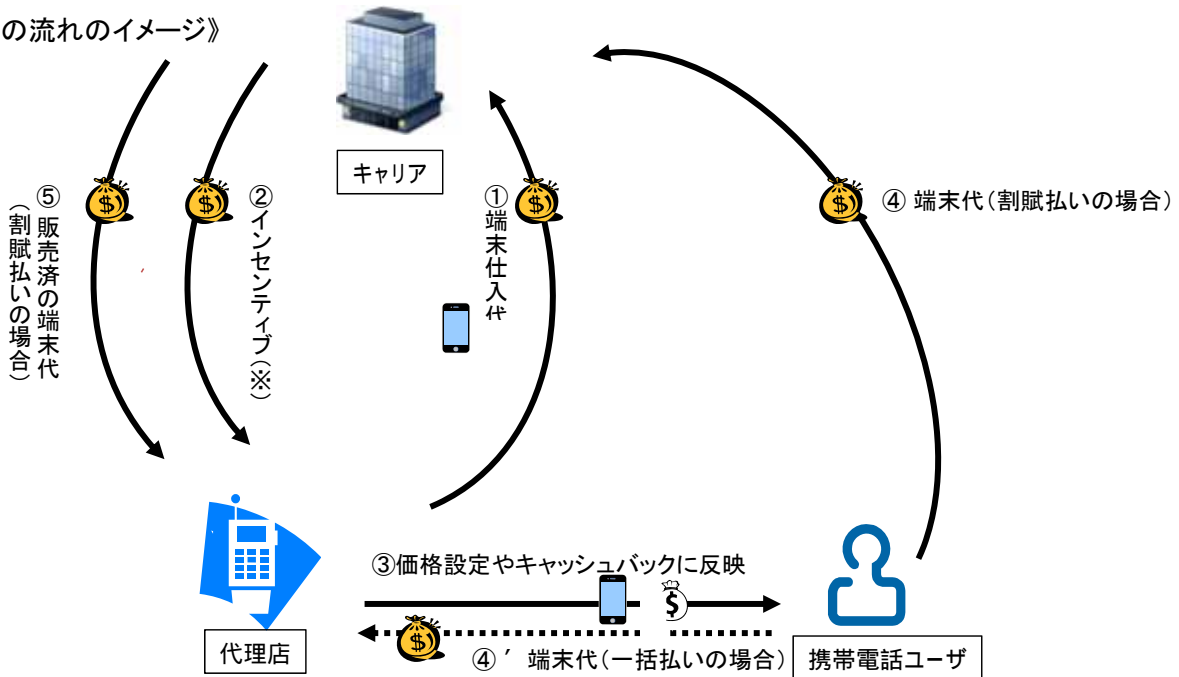 の流れのイメージ》
キャリア
⑤
販売済の端末代
（割賦払いの場合）
②
インセンティブ（※）
①
端末仕入代
④ 端末代（割賦払いの場合）
③価格設定やキャッシュバックに反映
④ ′ 端末代（一括払いの場合）
代理店
携帯電話ユーザ